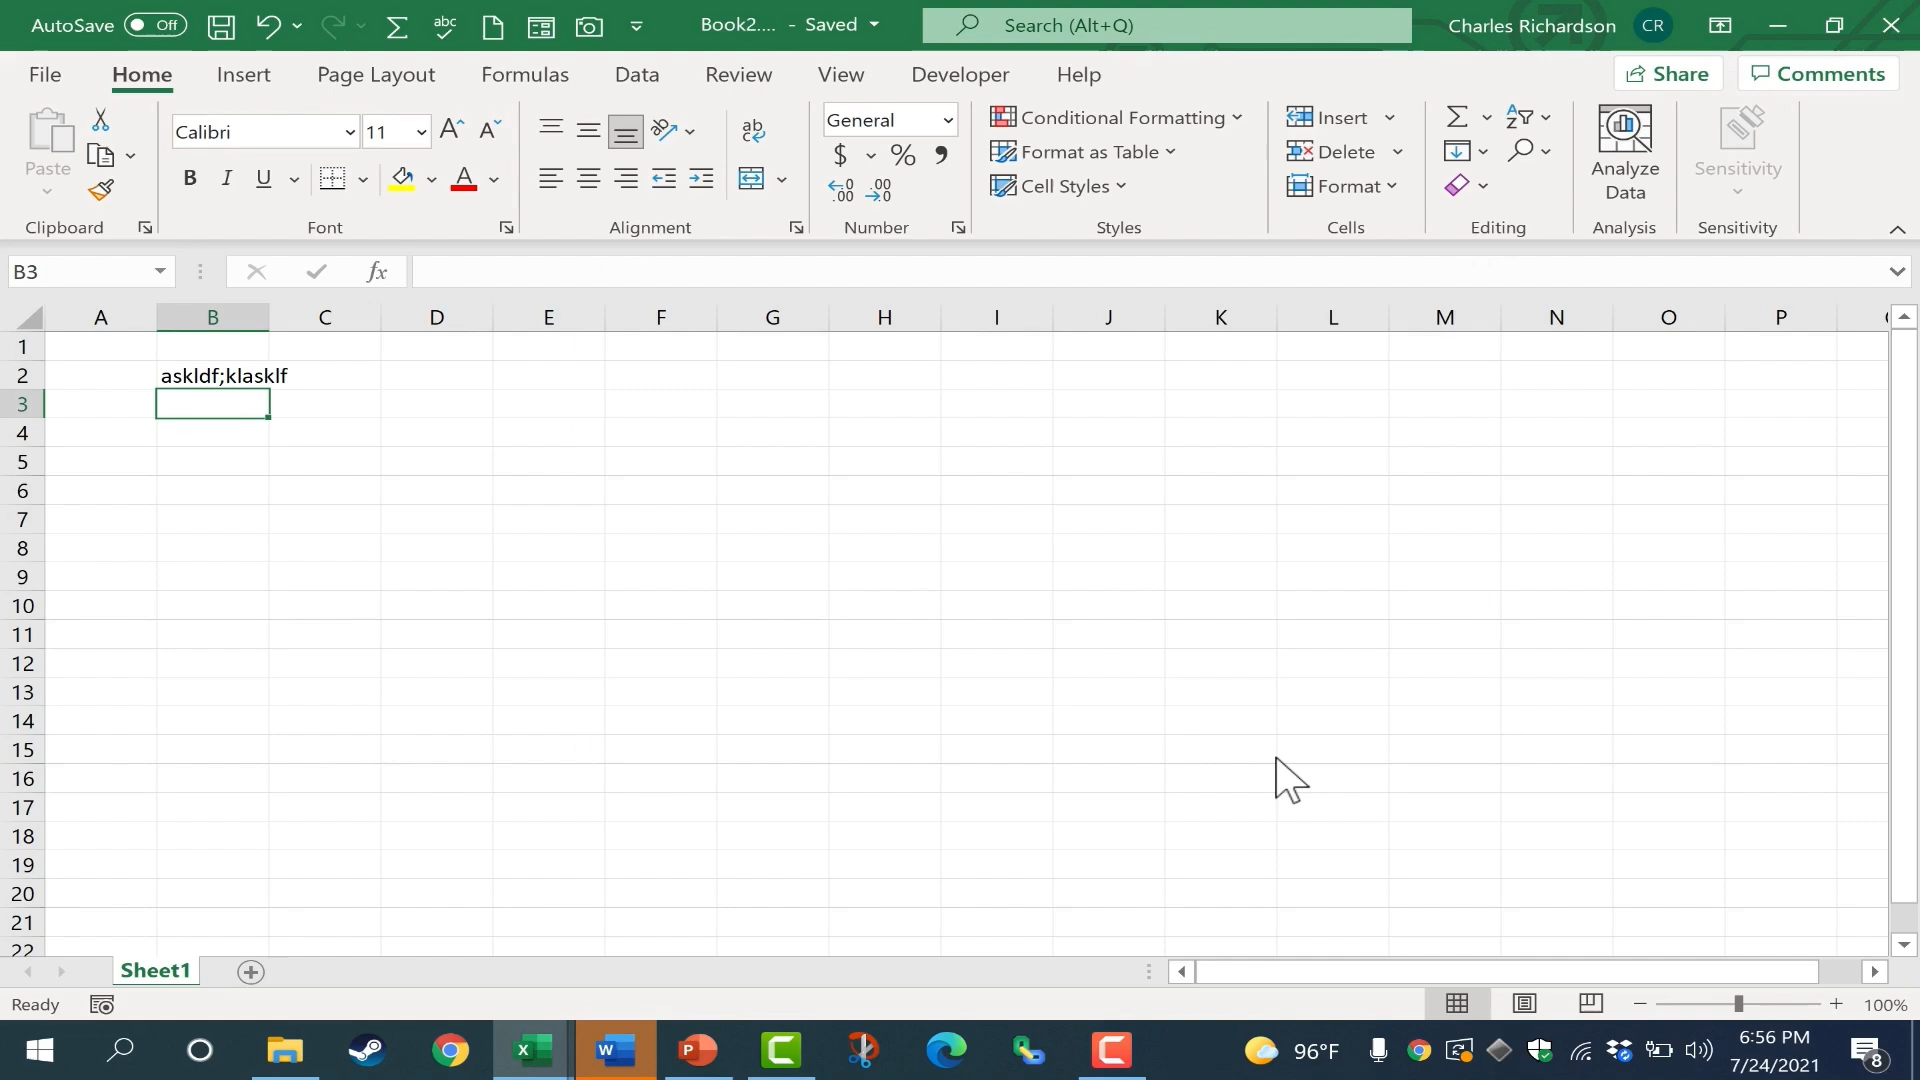 AutoSave Off abc Book2.... - Saved Search (Alt+Q) Charles Richardson CR
File Home Insert Page Layout Formulas Data Review View Developer Help Share Comments
Calibri 11 General Conditional Formatting Insert
Paste $ % Format as Table Delete Analyze Data Sensitivity
B I U A Cell Styles Format
Clipboard Font Alignment Number Styles Cells Editing Analysis Sensitivity
B3 fx
A B C D E F G H I J K L M N O P
1
2 askldf;klasklf
3
4
5
6
7
8
9
10
11
12
13
14
15
16
17
18
19
20
21
22
Sheet1
Ready 100%
96°F 6:56 PM
7/24/2021 8